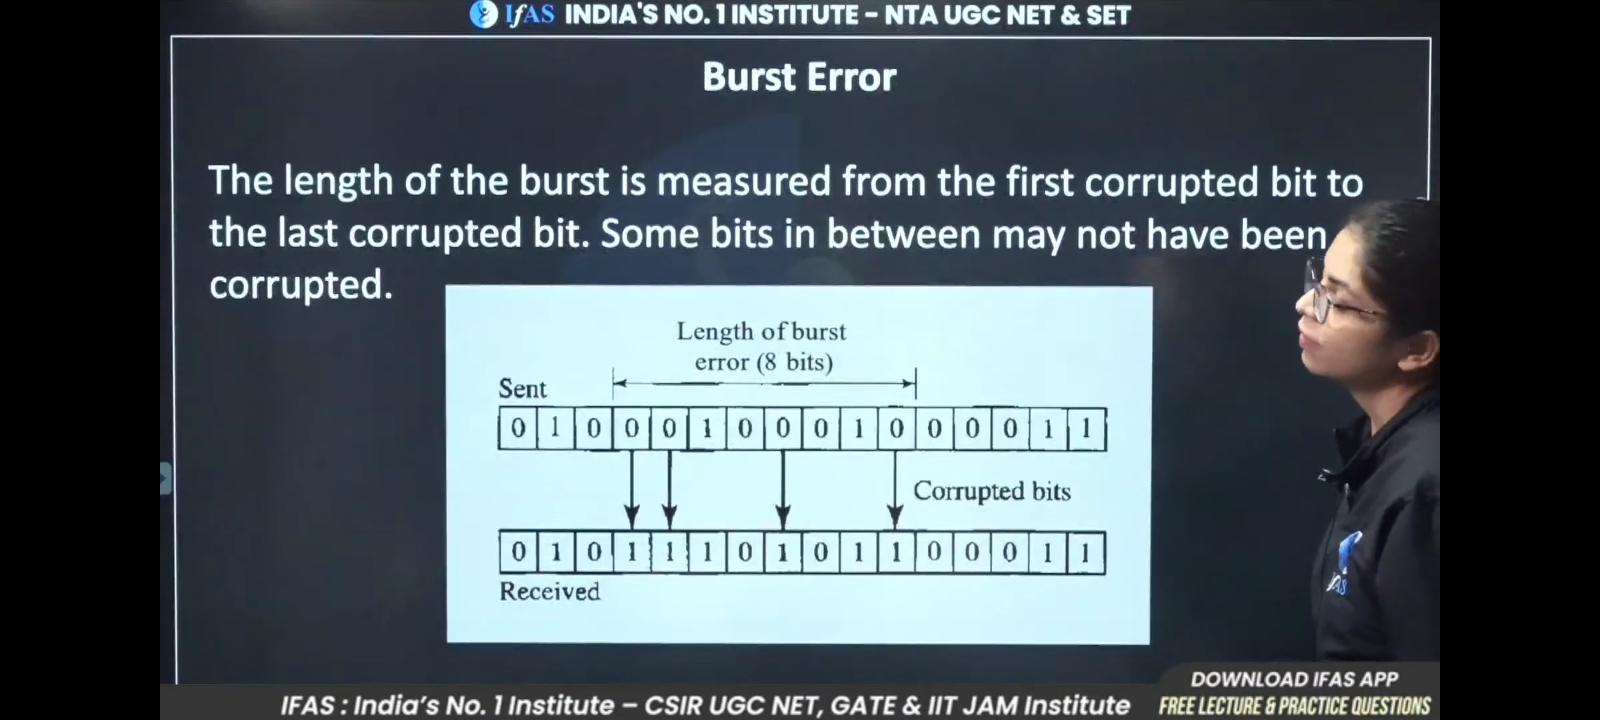 IfAS INDIA'S NO. 1 INSTITUTE – NTA UGC NET & SET
Burst Error
The length of the burst is measured from the first corrupted bit to
the last corrupted bit. Some bits in between may not have been
corrupted.
Length of burst
error (8 bits)
Sent
0 1 0 0 0 1 0 0 0 1 0 0 0 0 1 1
Corrupted bits
0 1 0 1 1 1 0 1 0 1 1 0 0 0 1 1
Received
IfAS
DOWNLOAD IFAS APP
IFAS : India's No. 1 Institute – CSIR UGC NET, GATE & IIT JAM Institute
FREE LECTURE & PRACTICE QUESTIONS